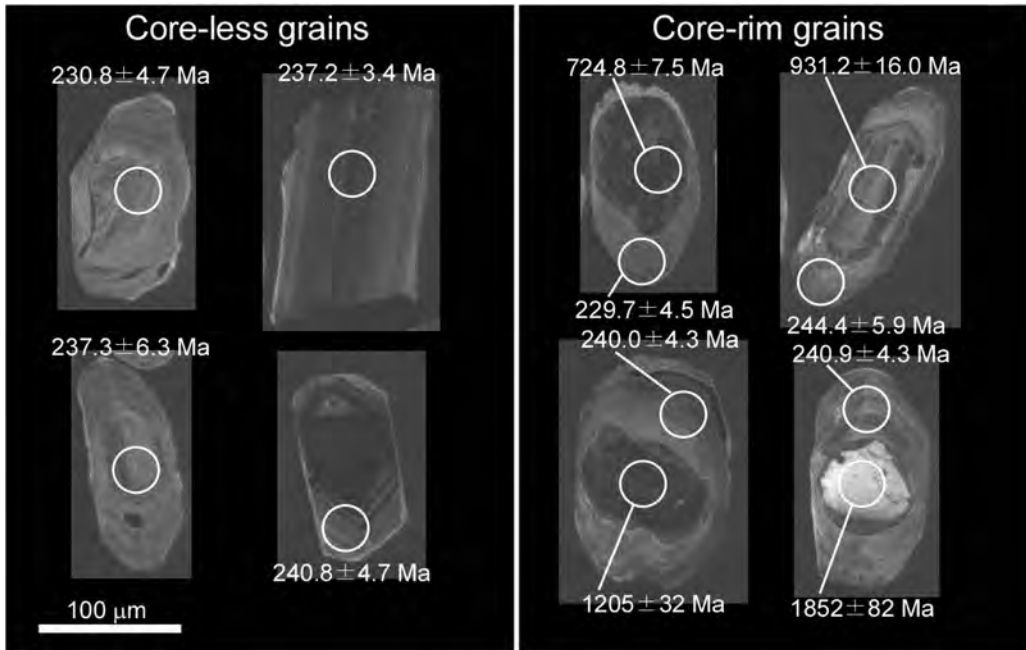 Core-less grains
230.8±4.7 Ma
237.2±3.4 Ma
237.3±6.3 Ma
240.8±4.7 Ma
100 μm
Core-rim grains
724.8±7.5 Ma
931.2±16.0 Ma
229.7±4.5 Ma
244.4±5.9 Ma
240.0±4.3 Ma
240.9±4.3 Ma
1205±32 Ma
1852±82 Ma